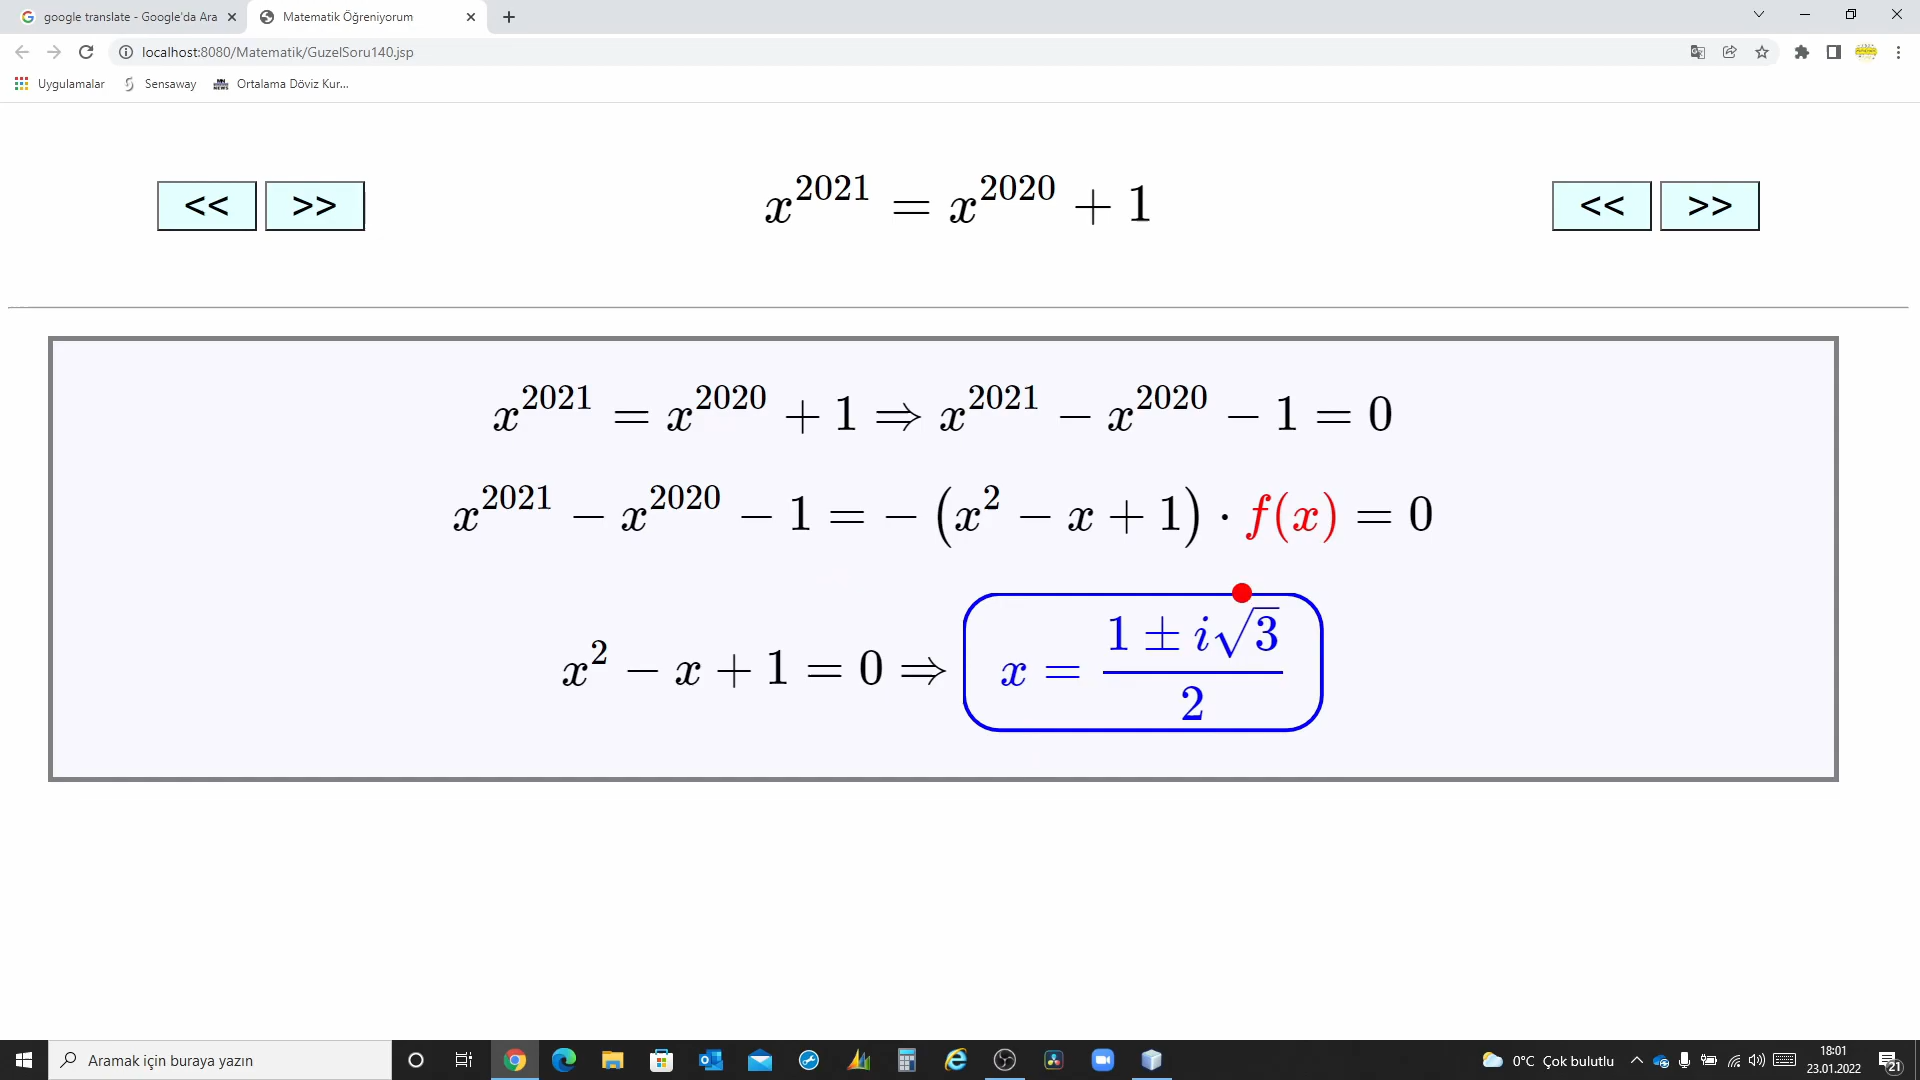 google translate - Google'da Ara
Matematik Öğreniyorum
localhost:8080/Matematik/GuzelSoru140.jsp
Uygulamalar
Sensaway
Ortalama Döviz Kur...
<< >>
x^2021 = x^2020 + 1
<< >>
x^2021 = x^2020 + 1 ⇒ x^2021 − x^2020 − 1 = 0
x^2021 − x^2020 − 1 = − (x^2 − x + 1) · f(x) = 0
x^2 − x + 1 = 0 ⇒ x = (1 ± i√3)/2
Aramak için buraya yazın
0°C Çok bulutlu
18:01
23.01.2022
21